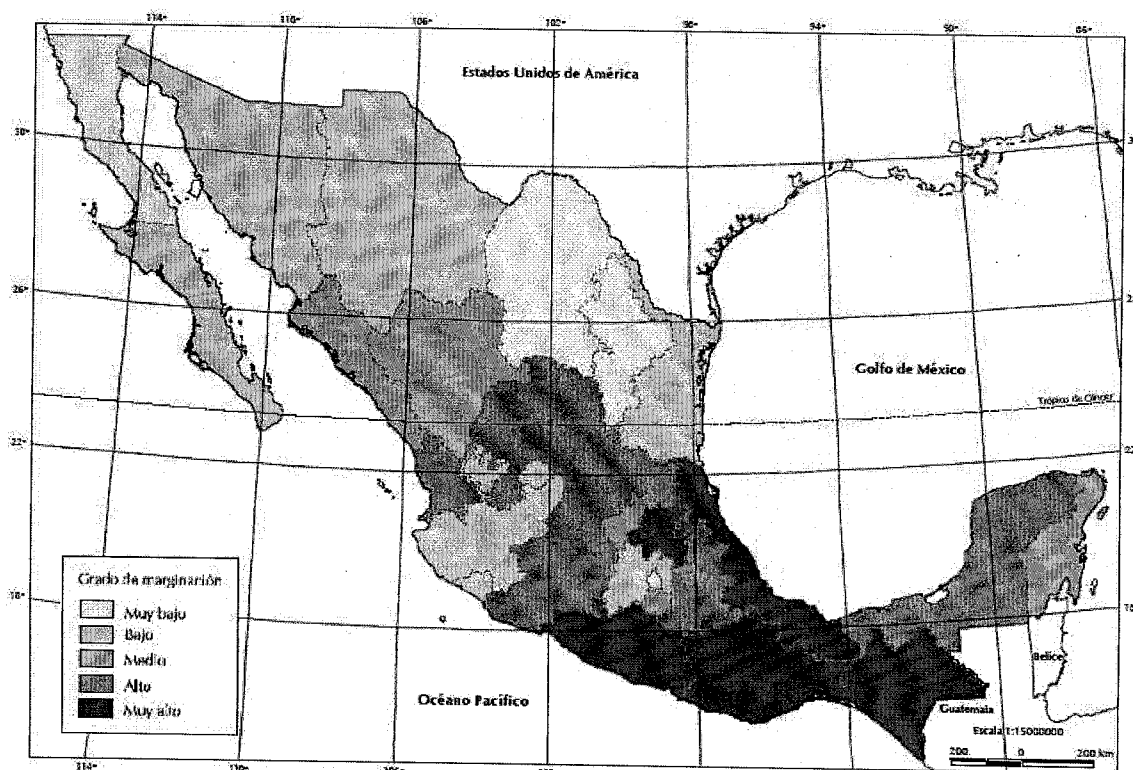 114° 110° 106° 102° 94° 90° 86°
Estados Unidos de América
30°
26°
Golfo de México
Trópico de Cáncer
22° 22
18°
Grado de marginación
Muy bajo
Bajo
Medio
Alto
Muy alto
Océano Pacífico
Belice
Guatemala
Escala 1:15000000
200 0 200 km
114°